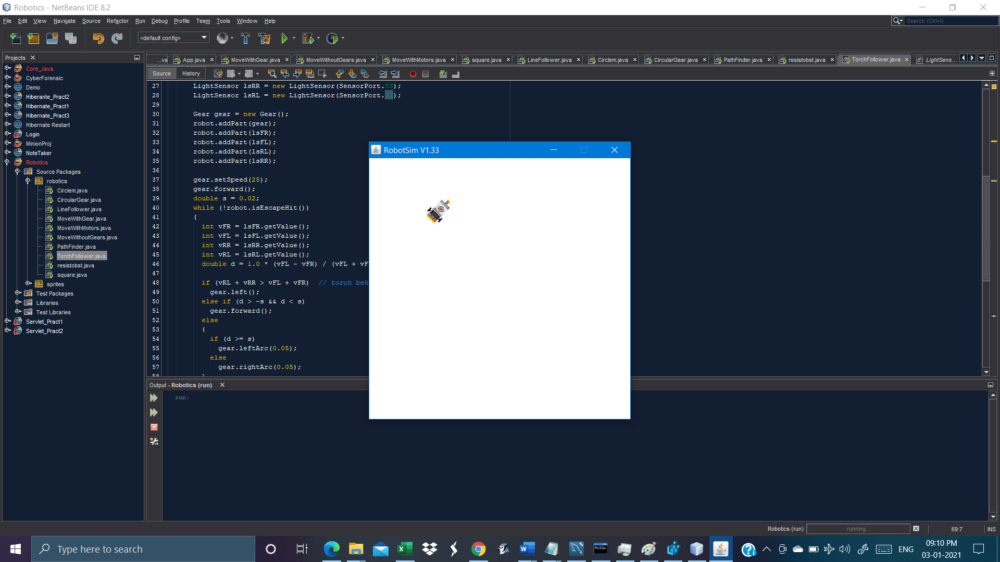 Robotics - NetBeans IDE 8.2
File Edit View Navigate Source Refactor Run Debug Profile Team Tools Window Help
Search (Ctrl+I)
<default config>
Projects
...va App.java MoveWithGear.java MoveWithoutGears.java MoveWithMotors.java square.java LineFollower.java Circlem.java CircularGear.java PathFinder.java resistobst.java TorchFollower.java LightSens...
Source History
Core_Java
CyberForensic
Demo
Hiberante_Pract2
Hibernate_Pract1
Hibernate_Pract3
Hibernate Restart
Login
MinionProj
NoteTaker
Robotics
Source Packages
robotics
Circlem.java
CircularGear.java
LineFollower.java
MoveWithGear.java
MoveWithMotors.java
MoveWithoutGears.java
PathFinder.java
TorchFollower.java
resistobst.java
square.java
sprites
Test Packages
Libraries
Test Libraries
Servlet_Pract1
Servlet_Pract2
27 LightSensor lsRR = new LightSensor(SensorPort.S3);
28 LightSensor lsRL = new LightSensor(SensorPort. );
29
30 Gear gear = new Gear();
31 robot.addPart(gear);
32 robot.addPart(lsFR);
33 robot.addPart(lsFL);
34 robot.addPart(lsRL);
35 robot.addPart(lsRR);
36
37 gear.setSpeed(25);
38 gear.forward();
39 double s = 0.02;
40 while (!robot.isEscapeHit())
41 {
42 int vFR = lsFR.getValue();
43 int vFL = lsFL.getValue();
44 int vRR = lsRR.getValue();
45 int vRL = lsRL.getValue();
46 double d = 1.0 * (vFL - vFR) / (vFL + vF
47
48 if (vRL + vRR > vFL + vFR) // torch beh
49 gear.left();
50 else if (d > -s && d < s)
51 gear.forward();
52 else
53 {
54 if (d >= s)
55 gear.leftArc(0.05);
56 else
57 gear.rightArc(0.05);
58 }
RobotSim V1.33
Output - Robotics (run)
run:
Robotics (run) running... 69:7 INS
Type here to search
MySQL
ENG
09:10 PM
03-01-2021